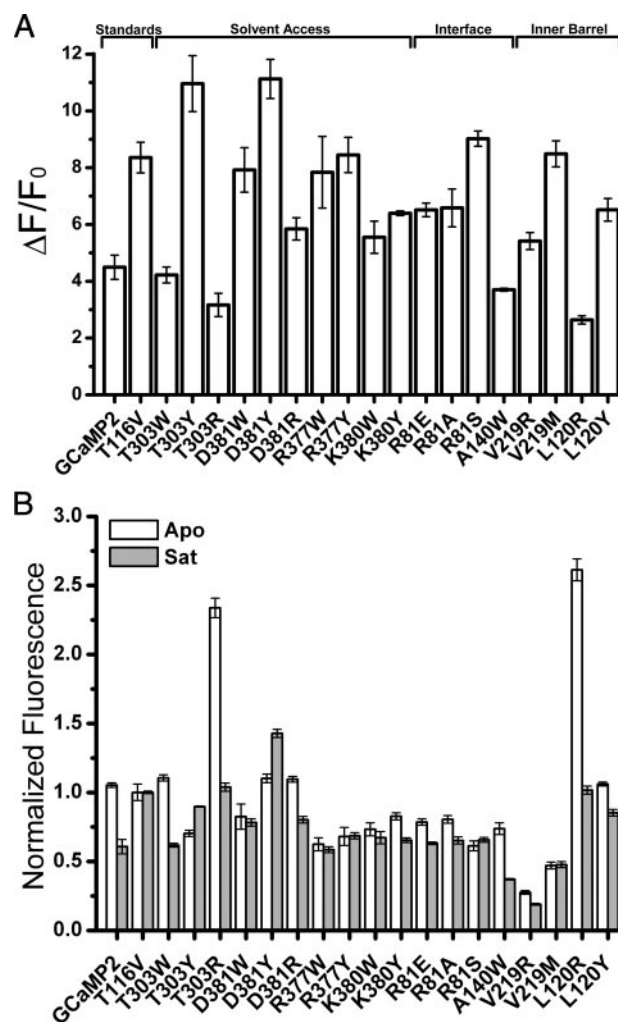 A
Standards Solvent Access Interface Inner Barrel
ΔF/F0
12
10
8
6
4
2
0
GCaMP2 T116V T303W T303Y T303R D381W D381Y D381R R377W R377Y K380W K380Y R81E R81A R81S A140W V219R V219M L120R L120Y
B
Apo
Sat
Normalized Fluorescence
3.0
2.5
2.0
1.5
1.0
0.5
0.0
GCaMP2 T116V T303W T303Y T303R D381W D381Y D381R R377W R377Y K380W K380Y R81E R81A R81S A140W V219R V219M L120R L120Y